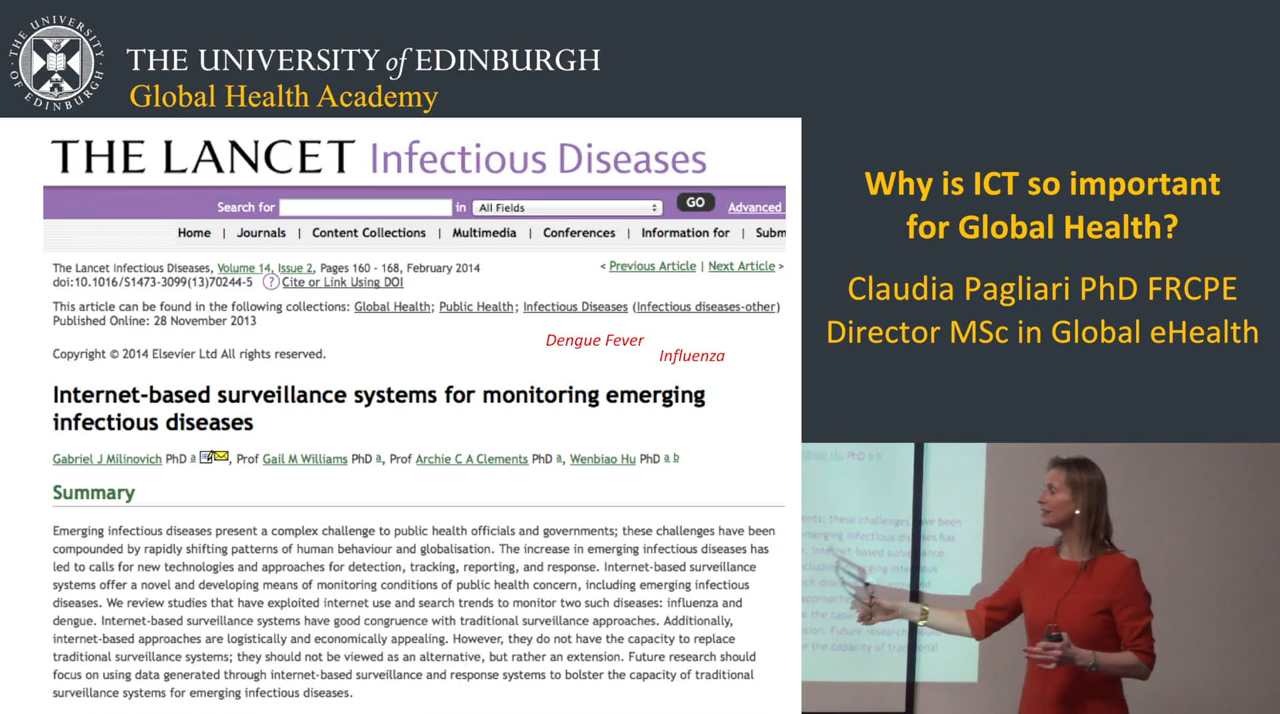 THE UNIVERSITY OF EDINBURGH
THE UNIVERSITY of EDINBURGH
Global Health Academy
THE LANCET Infectious Diseases
Search for in All Fields GO Advanced
Home | Journals | Content Collections | Multimedia | Conferences | Information for | Subm
The Lancet Infectious Diseases, Volume 14, Issue 2, Pages 160 - 168, February 2014
< Previous Article | Next Article >
doi:10.1016/S1473-3099(13)70244-5 ? Cite or Link Using DOI
This article can be found in the following collections: Global Health; Public Health; Infectious Diseases (Infectious diseases-other)
Published Online: 28 November 2013
Dengue Fever
Influenza
Copyright © 2014 Elsevier Ltd All rights reserved.
Internet-based surveillance systems for monitoring emerging
infectious diseases
Gabriel J Milinovich PhD a, Prof Gail M Williams PhD a, Prof Archie C A Clements PhD a, Wenbiao Hu PhD a b
Summary
Emerging infectious diseases present a complex challenge to public health officials and governments; these challenges have been
compounded by rapidly shifting patterns of human behaviour and globalisation. The increase in emerging infectious diseases has
led to calls for new technologies and approaches for detection, tracking, reporting, and response. Internet-based surveillance
systems offer a novel and developing means of monitoring conditions of public health concern, including emerging infectious
diseases. We review studies that have exploited internet use and search trends to monitor two such diseases: influenza and
dengue. Internet-based surveillance systems have good congruence with traditional surveillance approaches. Additionally,
internet-based approaches are logistically and economically appealing. However, they do not have the capacity to replace
traditional surveillance systems; they should not be viewed as an alternative, but rather an extension. Future research should
focus on using data generated through internet-based surveillance and response systems to bolster the capacity of traditional
surveillance systems for emerging infectious diseases.
Why is ICT so important
for Global Health?
Claudia Pagliari PhD FRCPE
Director MSc in Global eHealth
PhD a b
these challenges have been